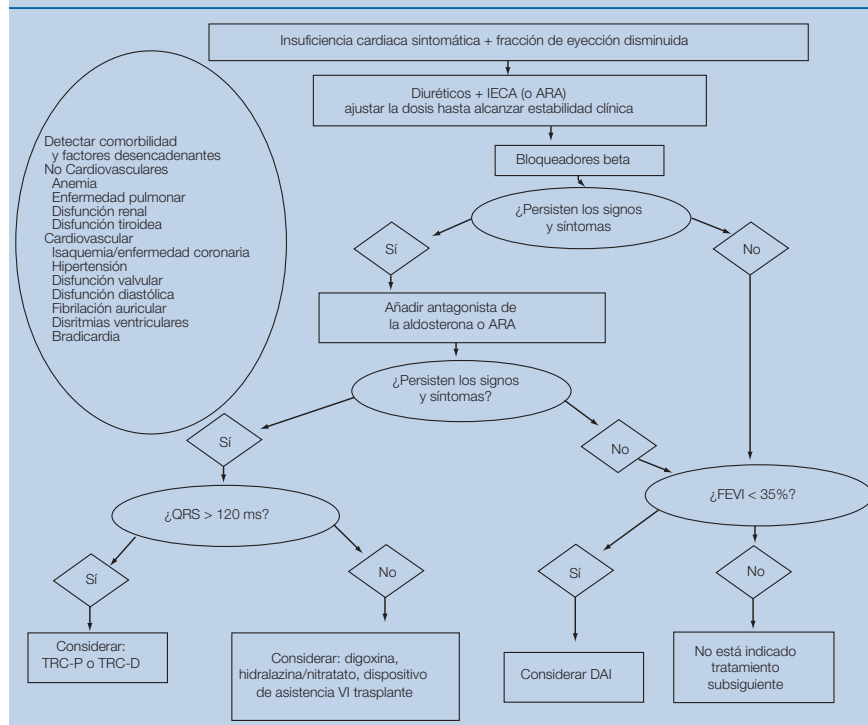 Insuficiencia cardiaca sintomática + fracción de eyección disminuida
Diuréticos + IECA (o ARA)
ajustar la dosis hasta alcanzar estabilidad clínica
Detectar comorbilidad
y factores desencadenantes
No Cardiovasculares
Anemia
Enfermedad pulmonar
Disfunción renal
Disfunción tiroidea
Cardiovascular
Isaquemia/enfermedad coronaria
Hipertensión
Disfunción valvular
Disfunción diastólica
Fibrilación auricular
Disritmias ventriculares
Bradicardia
Bloqueadores beta
¿Persisten los signos
y síntomas
Sí
No
Añadir antagonista de
la aldosterona o ARA
¿Persisten los signos
y síntomas?
Sí
No
¿QRS > 120 ms?
¿FEVI < 35%?
Sí
No
Sí
No
Considerar:
TRC-P o TRC-D
Considerar: digoxina,
hidralazina/nitratato, dispositivo
de asistencia VI trasplante
Considerar DAI
No está indicado
tratamiento
subsiguiente